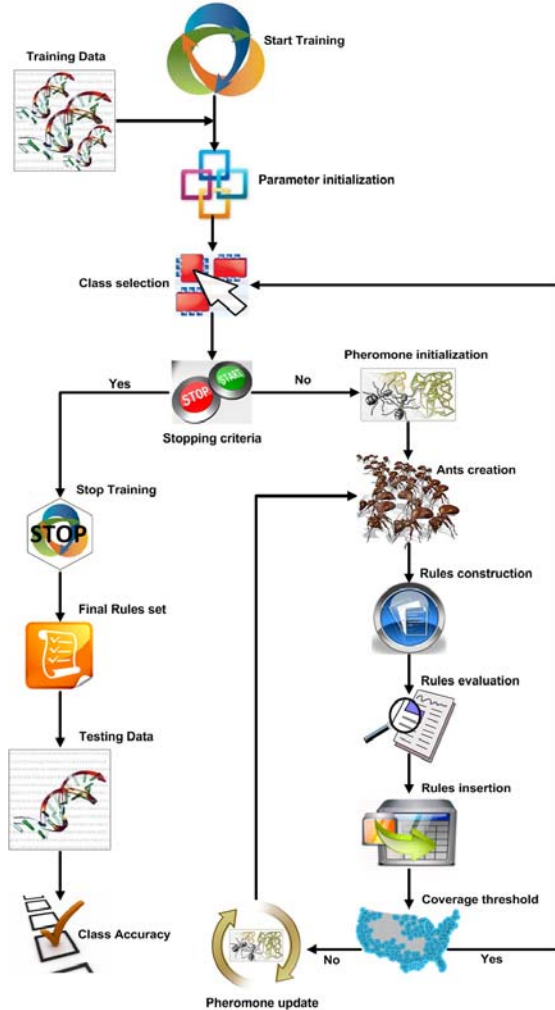 Start Training
Training Data
Parameter initialization
Class selection
Pheromone initialization
Yes
STOP
START
No
Stopping criteria
Ants creation
Stop Training
STOP
Rules construction
Final Rules set
Rules evaluation
Testing Data
Rules insertion
Coverage threshold
Class Accuracy
No
Yes
Pheromone update